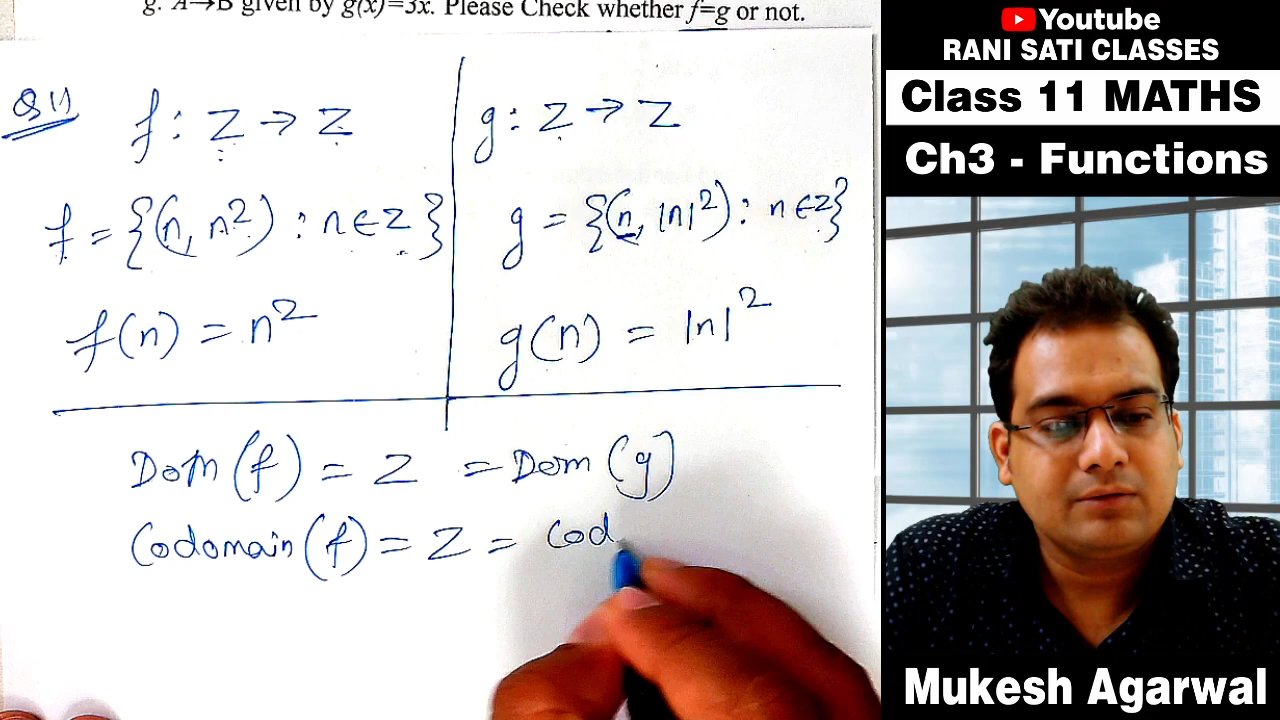 g: A→B given by g(x)=3x. Please Check whether f=g or not.
Q 11
f : Z → Z
g : Z → Z
f = {(n, n²) : n ∈ Z}
g = {(n, |n|²) : n ∈ Z}
f(n) = n²
g(n) = |n|²
Dom (f) = Z = Dom (g)
Codomain (f) = Z = Cod
Youtube
RANI SATI CLASSES
Class 11 MATHS
Ch3 - Functions
Mukesh Agarwal